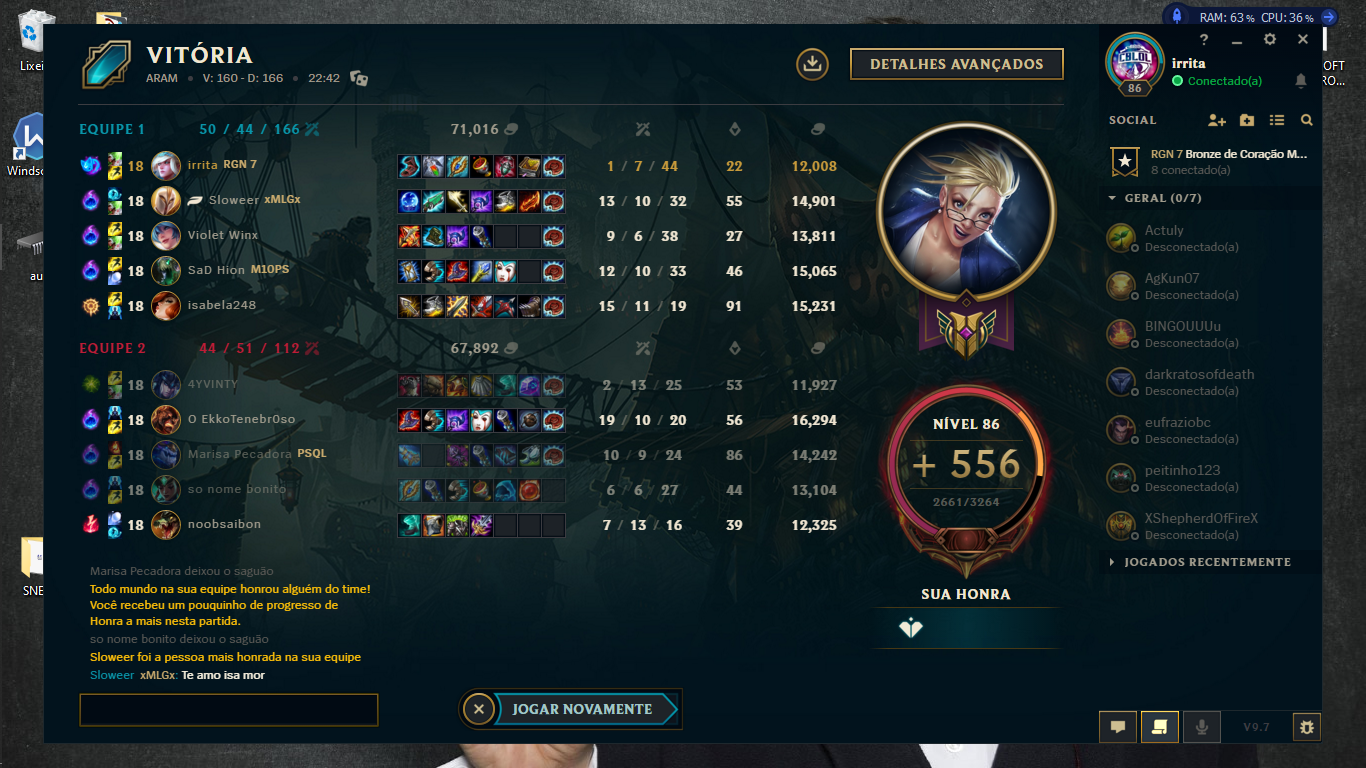 RAM: 63 % CPU: 36 %
Lixei
VITÓRIA
ARAM • V: 160 - D: 166 • 22:42
DETALHES AVANÇADOS
?
CBLOL
86
irrita
Conectado(a)
OFT
RO...
EQUIPE 1 50 / 44 / 166 71,016
18 irrita RGN 7 1 / 7 / 44 22 12,008
18 Sloweer xMLGx 13 / 10 / 32 55 14,901
18 Violet Winx 9 / 6 / 38 27 13,811
18 SaD Hion M1OPS 12 / 10 / 33 46 15,065
18 isabela248 15 / 11 / 19 91 15,231
EQUIPE 2 44 / 51 / 112 67,892
18 4YVINTY 2 / 13 / 25 53 11,927
18 O EkkoTenebr0so 19 / 10 / 20 56 16,294
18 Marisa Pecadora PSQL 10 / 9 / 24 86 14,242
18 so nome bonito 6 / 6 / 27 44 13,104
18 noobsaibon 7 / 13 / 16 39 12,325
Windso
au
SNE
Marisa Pecadora deixou o saguão
Todo mundo na sua equipe honrou alguém do time!
Você recebeu um pouquinho de progresso de
Honra a mais nesta partida.
so nome bonito deixou o saguão
Sloweer foi a pessoa mais honrada na sua equipe
Sloweer xMLGx: Te amo isa mor
JOGAR NOVAMENTE
NÍVEL 86
+ 556
2661/3264
SUA HONRA
SOCIAL
RGN 7 Bronze de Coração M...
8 conectado(a)
GERAL (0/7)
Actuly
Desconectado(a)
AgKun07
Desconectado(a)
BINGOUUUu
Desconectado(a)
darkratosofdeath
Desconectado(a)
eufraziobc
Desconectado(a)
peitinho123
Desconectado(a)
XShepherdOfFireX
Desconectado(a)
JOGADOS RECENTEMENTE
V9.7